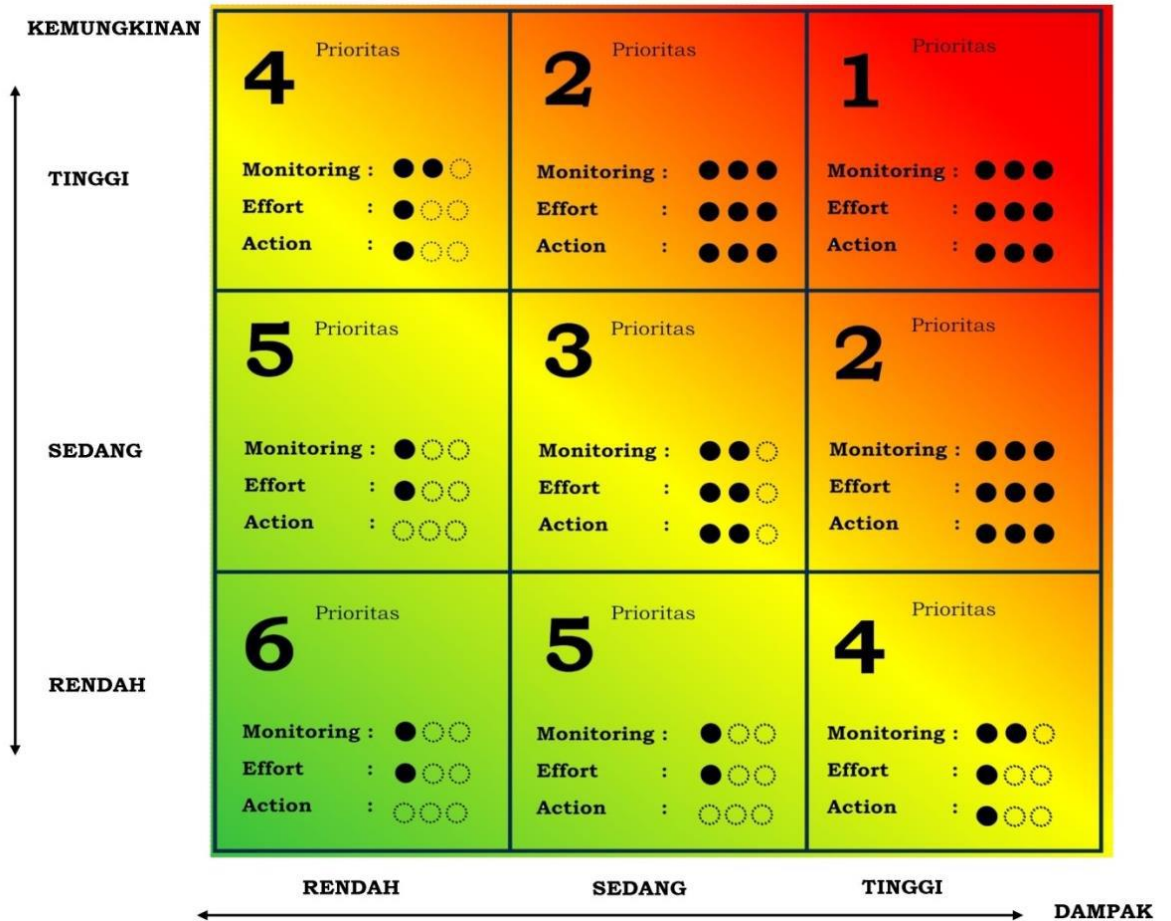 KEMUNGKINAN
4 Prioritas
Monitoring :
Effort :
Action :
2 Prioritas
Monitoring :
Effort :
Action :
1 Prioritas
Monitoring :
Effort :
Action :
TINGGI
5 Prioritas
Monitoring :
Effort :
Action :
3 Prioritas
Monitoring :
Effort :
Action :
2 Prioritas
Monitoring :
Effort :
Action :
SEDANG
6 Prioritas
Monitoring :
Effort :
Action :
5 Prioritas
Monitoring :
Effort :
Action :
4 Prioritas
Monitoring :
Effort :
Action :
RENDAH
RENDAH SEDANG TINGGI
DAMPAK